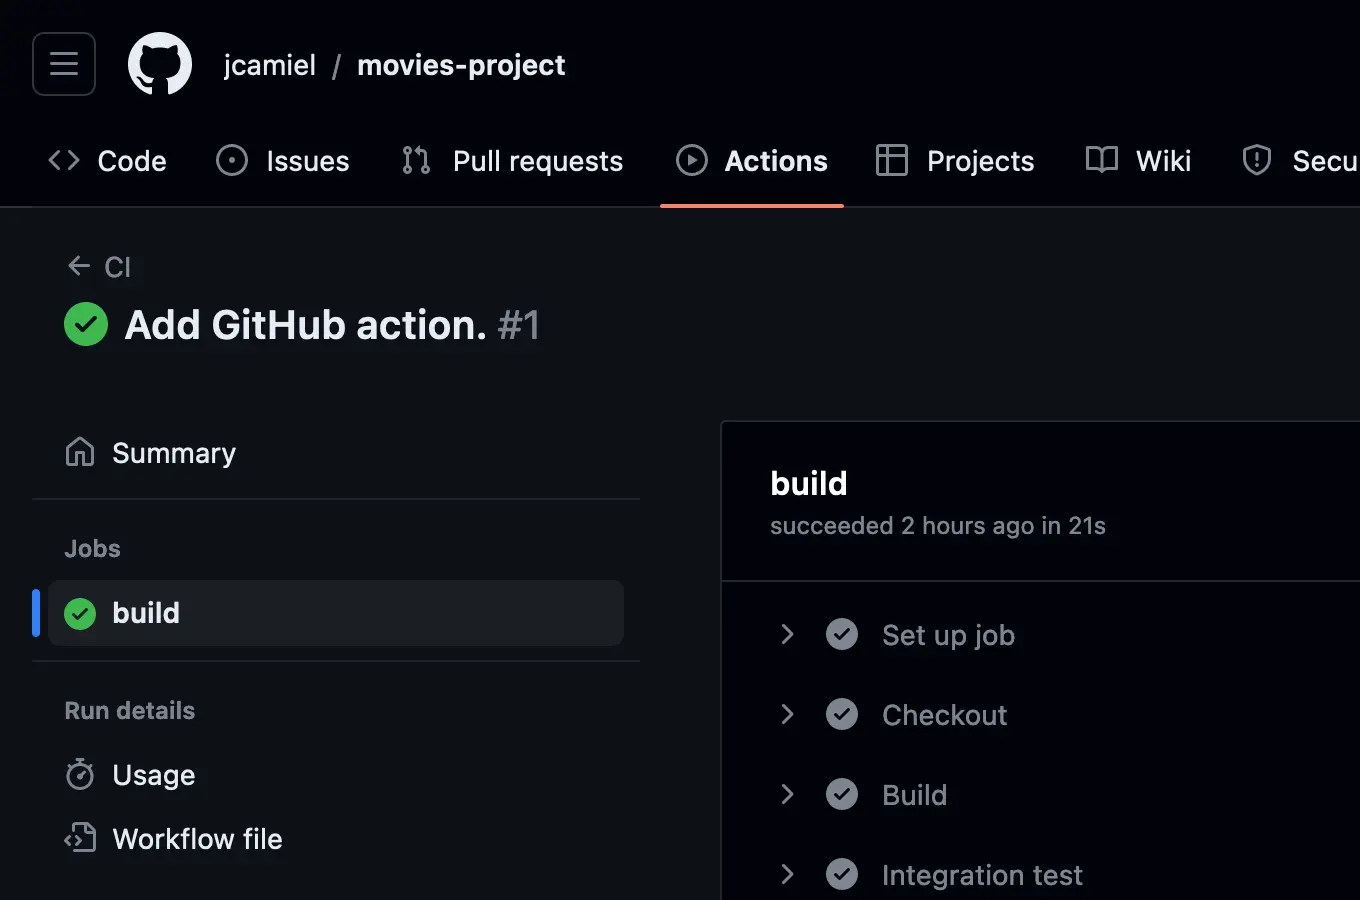 jcamiel / movies-project
Code Issues Pull requests Actions Projects Wiki Secu
CI
Add GitHub action. #1
Summary
Jobs
build
Run details
Usage
Workflow file
build
succeeded 2 hours ago in 21s
Set up job
Checkout
Build
Integration test